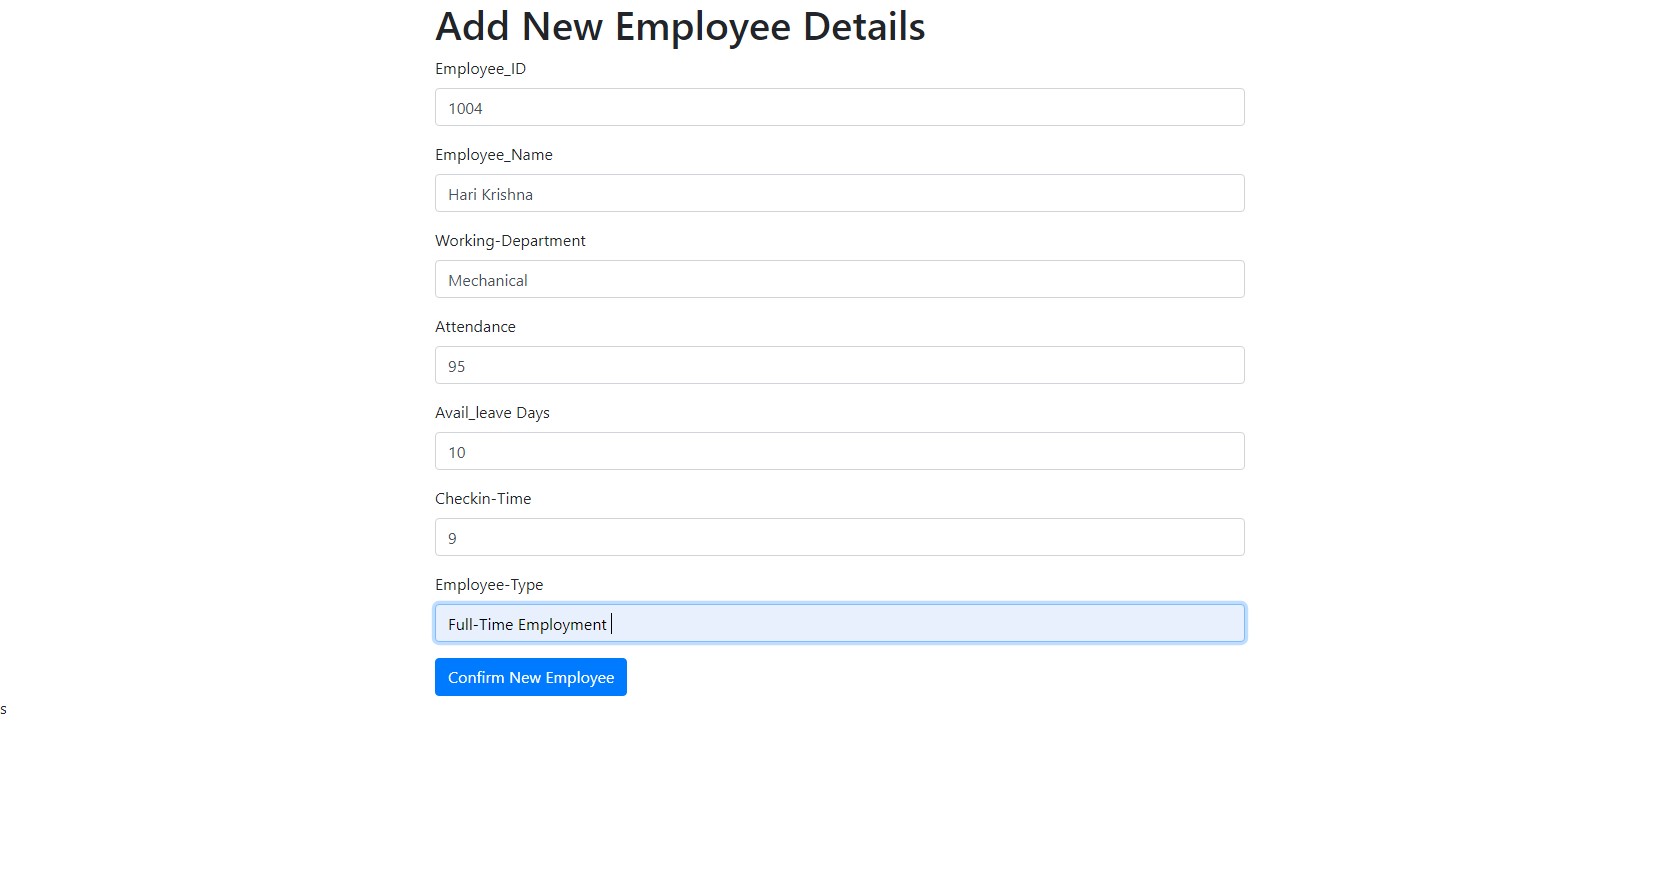 Add New Employee Details
Employee_ID
1004
Employee_Name
Hari Krishna
Working-Department
Mechanical
Attendance
95
Avail_leave Days
10
Checkin-Time
9
Employee-Type
Full-Time Employment
Confirm New Employee
s